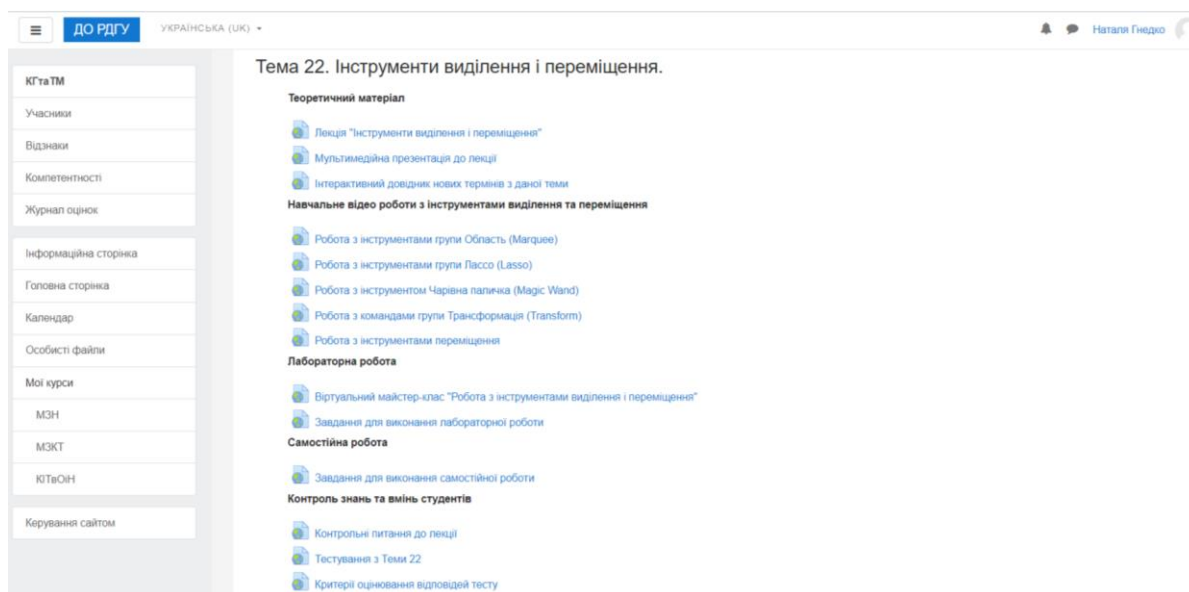 ДО РДГУ
УКРАЇНСЬКА (UK)
Наталя Гнедко
КГтаТМ
Учасники
Відзнаки
Компетентності
Журнал оцінок
Інформаційна сторінка
Головна сторінка
Календар
Особисті файли
Мої курси
МЗН
МЗКТ
КІТвОіН
Керування сайтом
Тема 22. Інструменти виділення і переміщення.
Теоретичний матеріал
Лекція "Інструменти виділення і переміщення"
Мультимедійна презентація до лекції
Інтерактивний довідник нових термінів з даної теми
Навчальне відео роботи з інструментами виділення та переміщення
Робота з інструментами групи Область (Marquee)
Робота з інструментами групи Лассо (Lasso)
Робота з інструментом Чарівна паличка (Magic Wand)
Робота з командами групи Трансформація (Transform)
Робота з інструментами переміщення
Лабораторна робота
Віртуальний майстер-клас "Робота з інструментами виділення і переміщення"
Завдання для виконання лабораторної роботи
Самостійна робота
Завдання для виконання самостійної роботи
Контроль знань та вмінь студентів
Контрольні питання до лекції
Тестування з Теми 22
Критерії оцінювання відповідей тесту